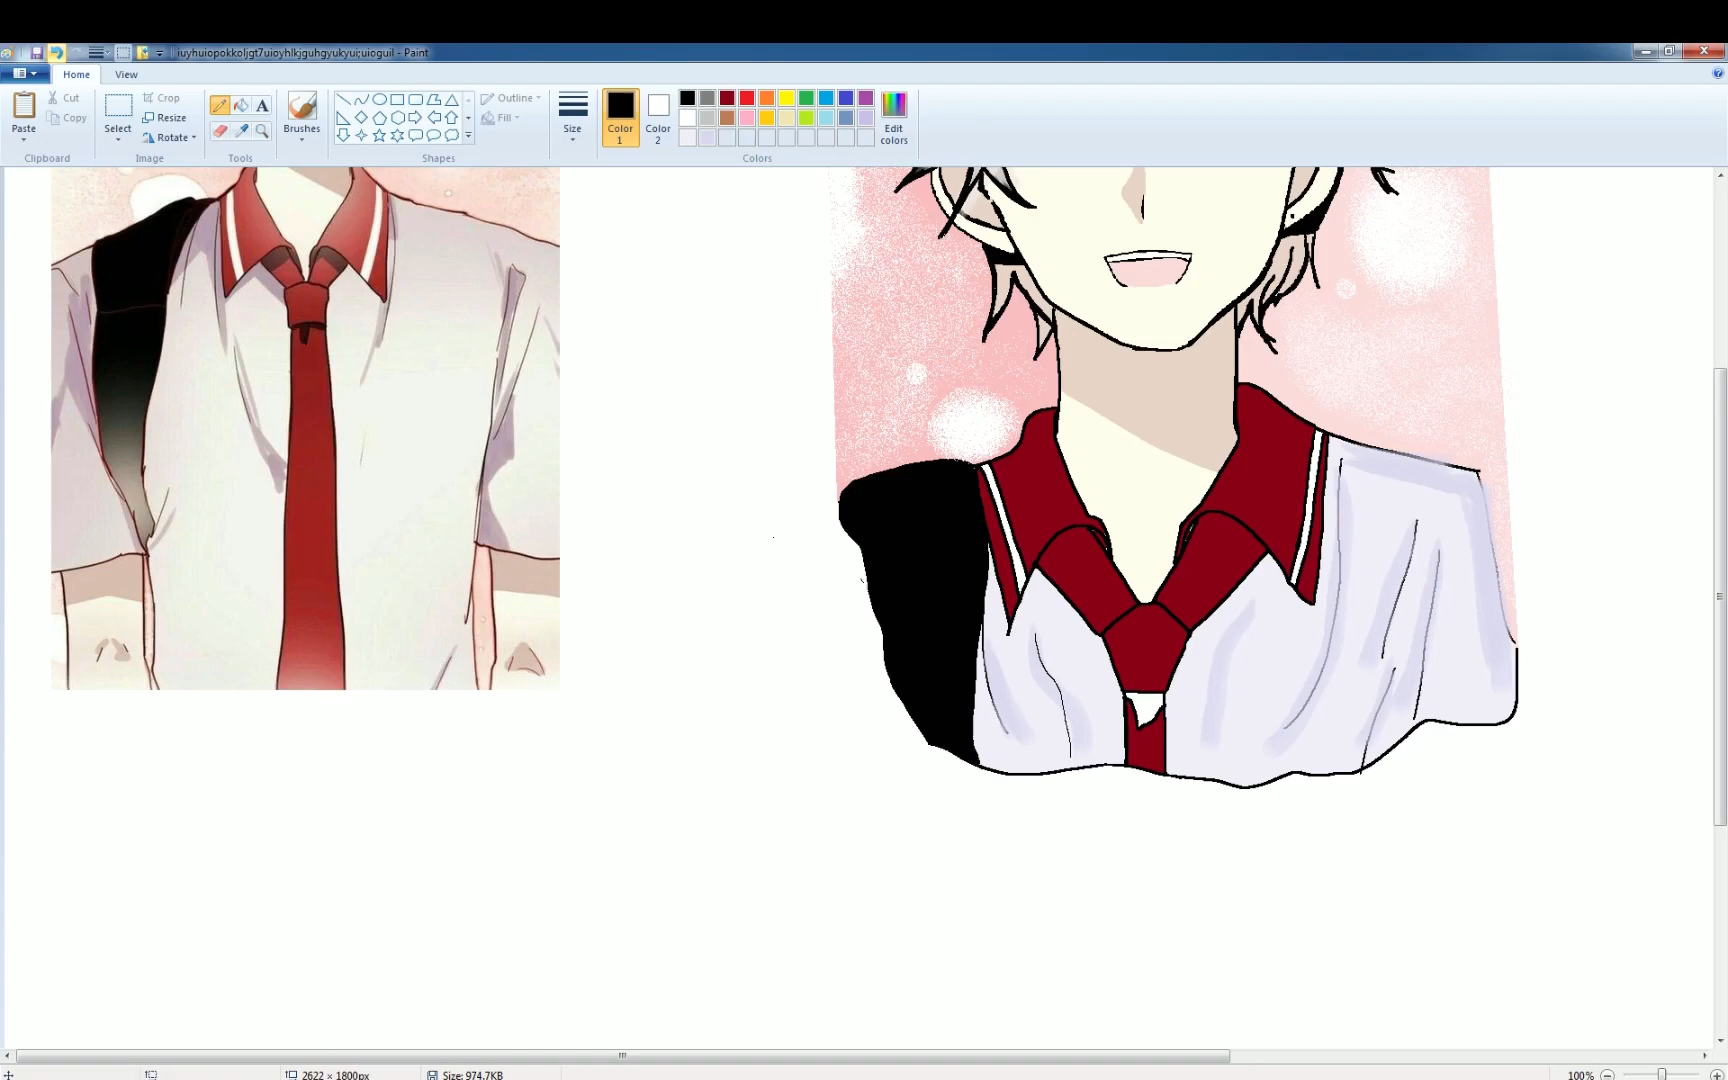 iuyhuiopokkoljgt7uioyhlkjguhgyukyui;uioguil - Paint
Home View
Paste Cut Copy Select Crop Resize Rotate A Brushes Outline Fill Size Color 1 Color 2 Edit colors
Clipboard Image Tools Shapes Colors
2622 × 1800px Size: 974.7KB 100%